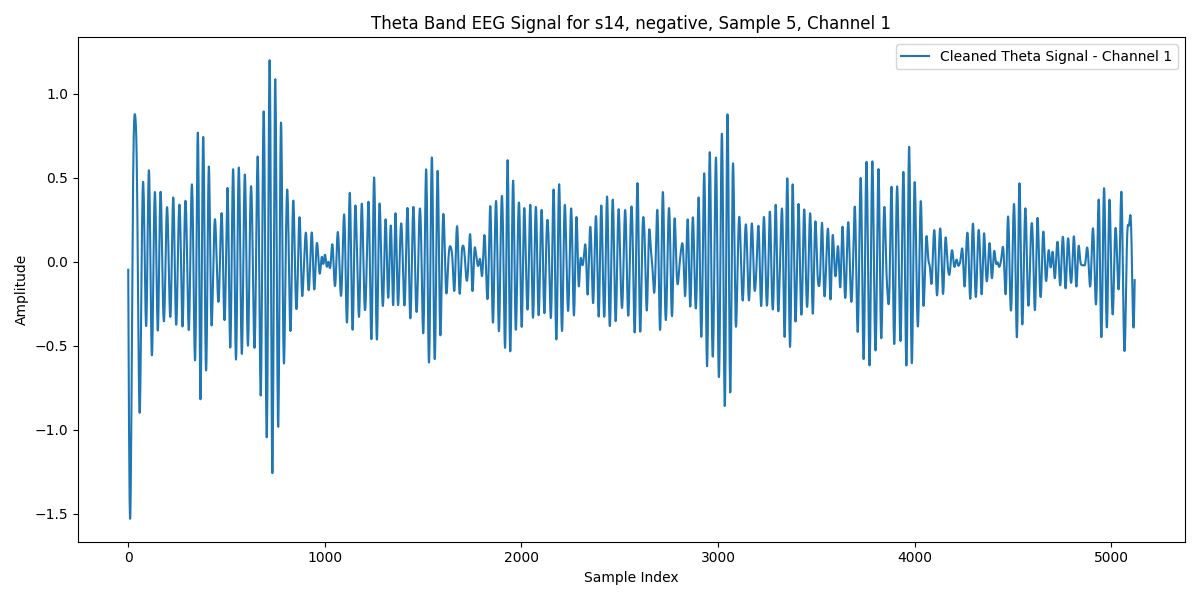 Theta Band EEG Signal for s14, negative, Sample 5, Channel 1
Cleaned Theta Signal - Channel 1
Amplitude
1.0
0.5
0.0
−0.5
−1.0
−1.5
0 1000 2000 3000 4000 5000
Sample Index